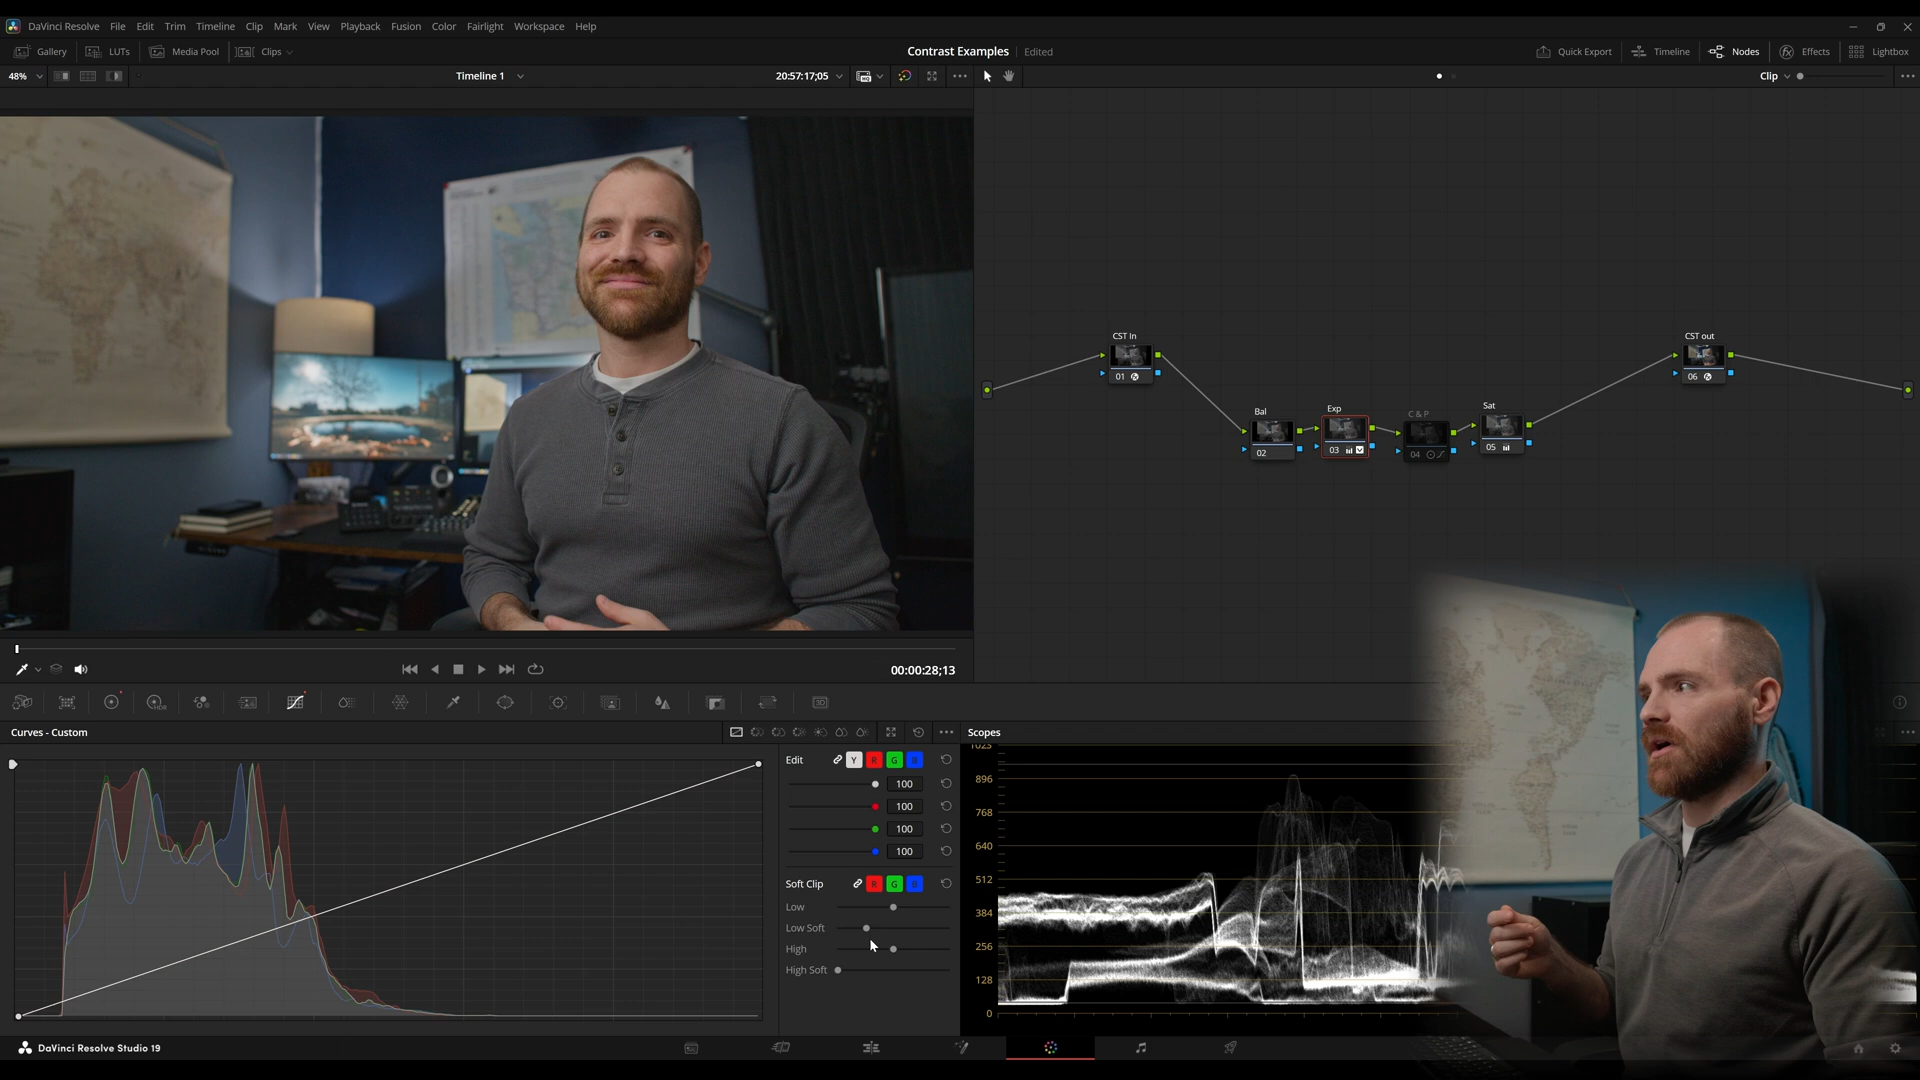 DaVinci Resolve File Edit Trim Timeline Clip Mark View Playback Fusion Color Fairlight Workspace Help
Gallery LUTs Media Pool Clips Contrast Examples Edited Quick Export Timeline Nodes Effects Lightbox
48% Timeline 1 20:57:17;05 Clip
CST In
01
CST out
06
Bal
02
Exp
03
C & P
04
Sat
05
00:00:28;13
HDR
3D
Curves - Custom
Edit Y R G B
100
100
100
100
Soft Clip R G B
Low
Low Soft
High
High Soft
Scopes
1023
896
768
640
512
384
256
128
0
DaVinci Resolve Studio 19